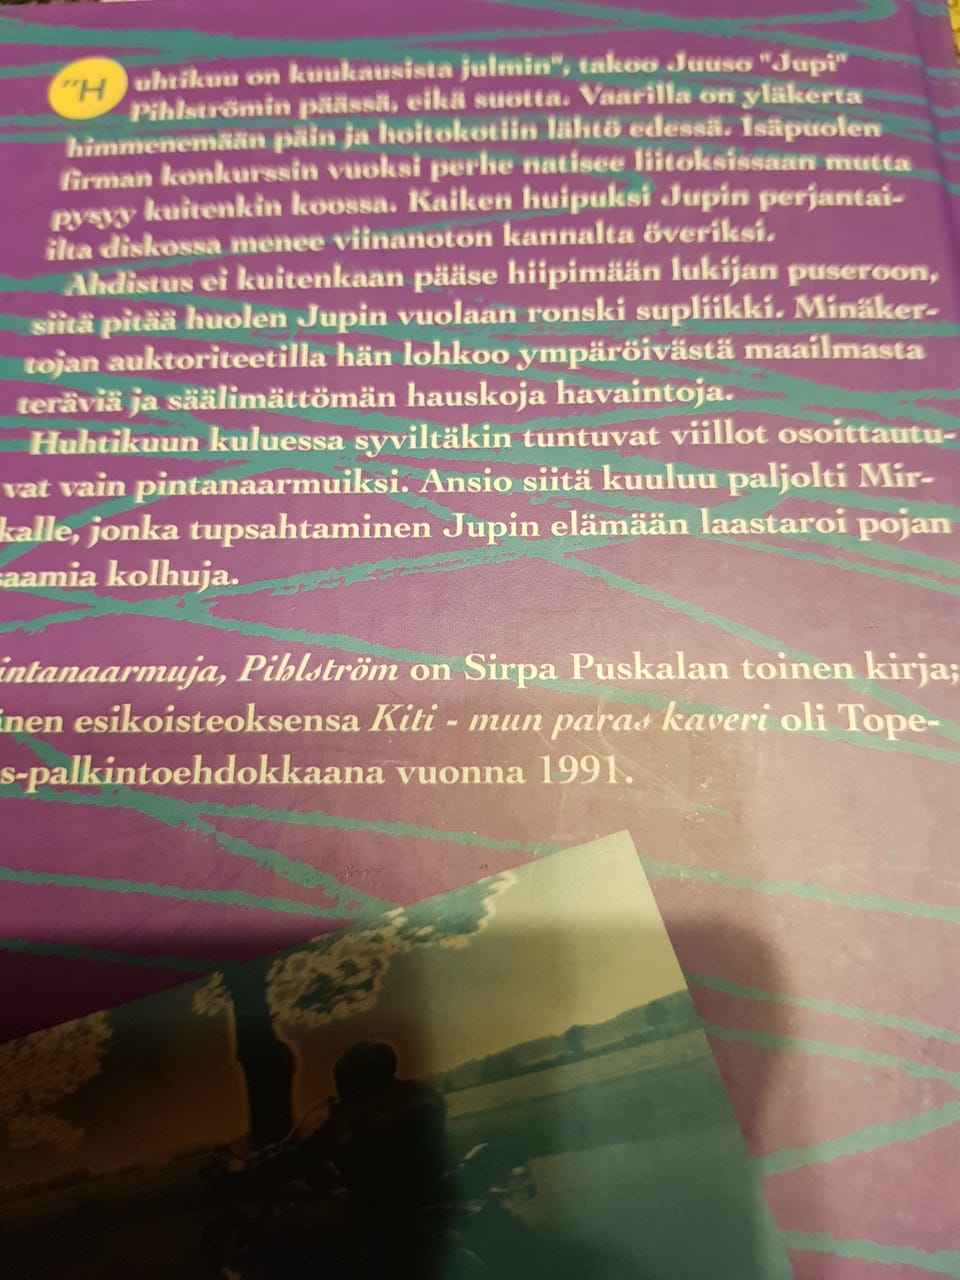 "Huhtikuu on kuukausista julmin", takoo Juuso "Jupi"
Pihlströmin päässä, eikä suotta. Vaarilla on yläkerta
himmenemään päin ja hoitokotiin lähtö edessä. Isäpuolen
firman konkurssin vuoksi perhe natisee liitoksissaan mutta
pysyy kuitenkin koossa. Kaiken huipuksi Jupin perjantai-
ilta diskossa menee viinanoton kannalta överiksi.
Ahdistus ei kuitenkaan pääse hiipimään lukijan puseroon,
siitä pitää huolen Jupin vuolaan ronski supliikki. Minäker-
tojan auktoriteetilla hän lohkoo ympäröivästä maailmasta
teräviä ja säälimättömän hauskoja havaintoja.
Huhtikuun kuluessa syviltäkin tuntuvat viillot osoittautu-
vat vain pintanaarmuiksi. Ansio siitä kuuluu paljolti Mir-
kalle, jonka tupsahtaminen Jupin elämään laastaroi pojan
saamia kolhuja.
intanaarmuja, Pihlström on Sirpa Puskalan toinen kirja;
inen esikoisteoksensa Kiti - mun paras kaveri oli Tope-
s-palkintoehdokkaana vuonna 1991.